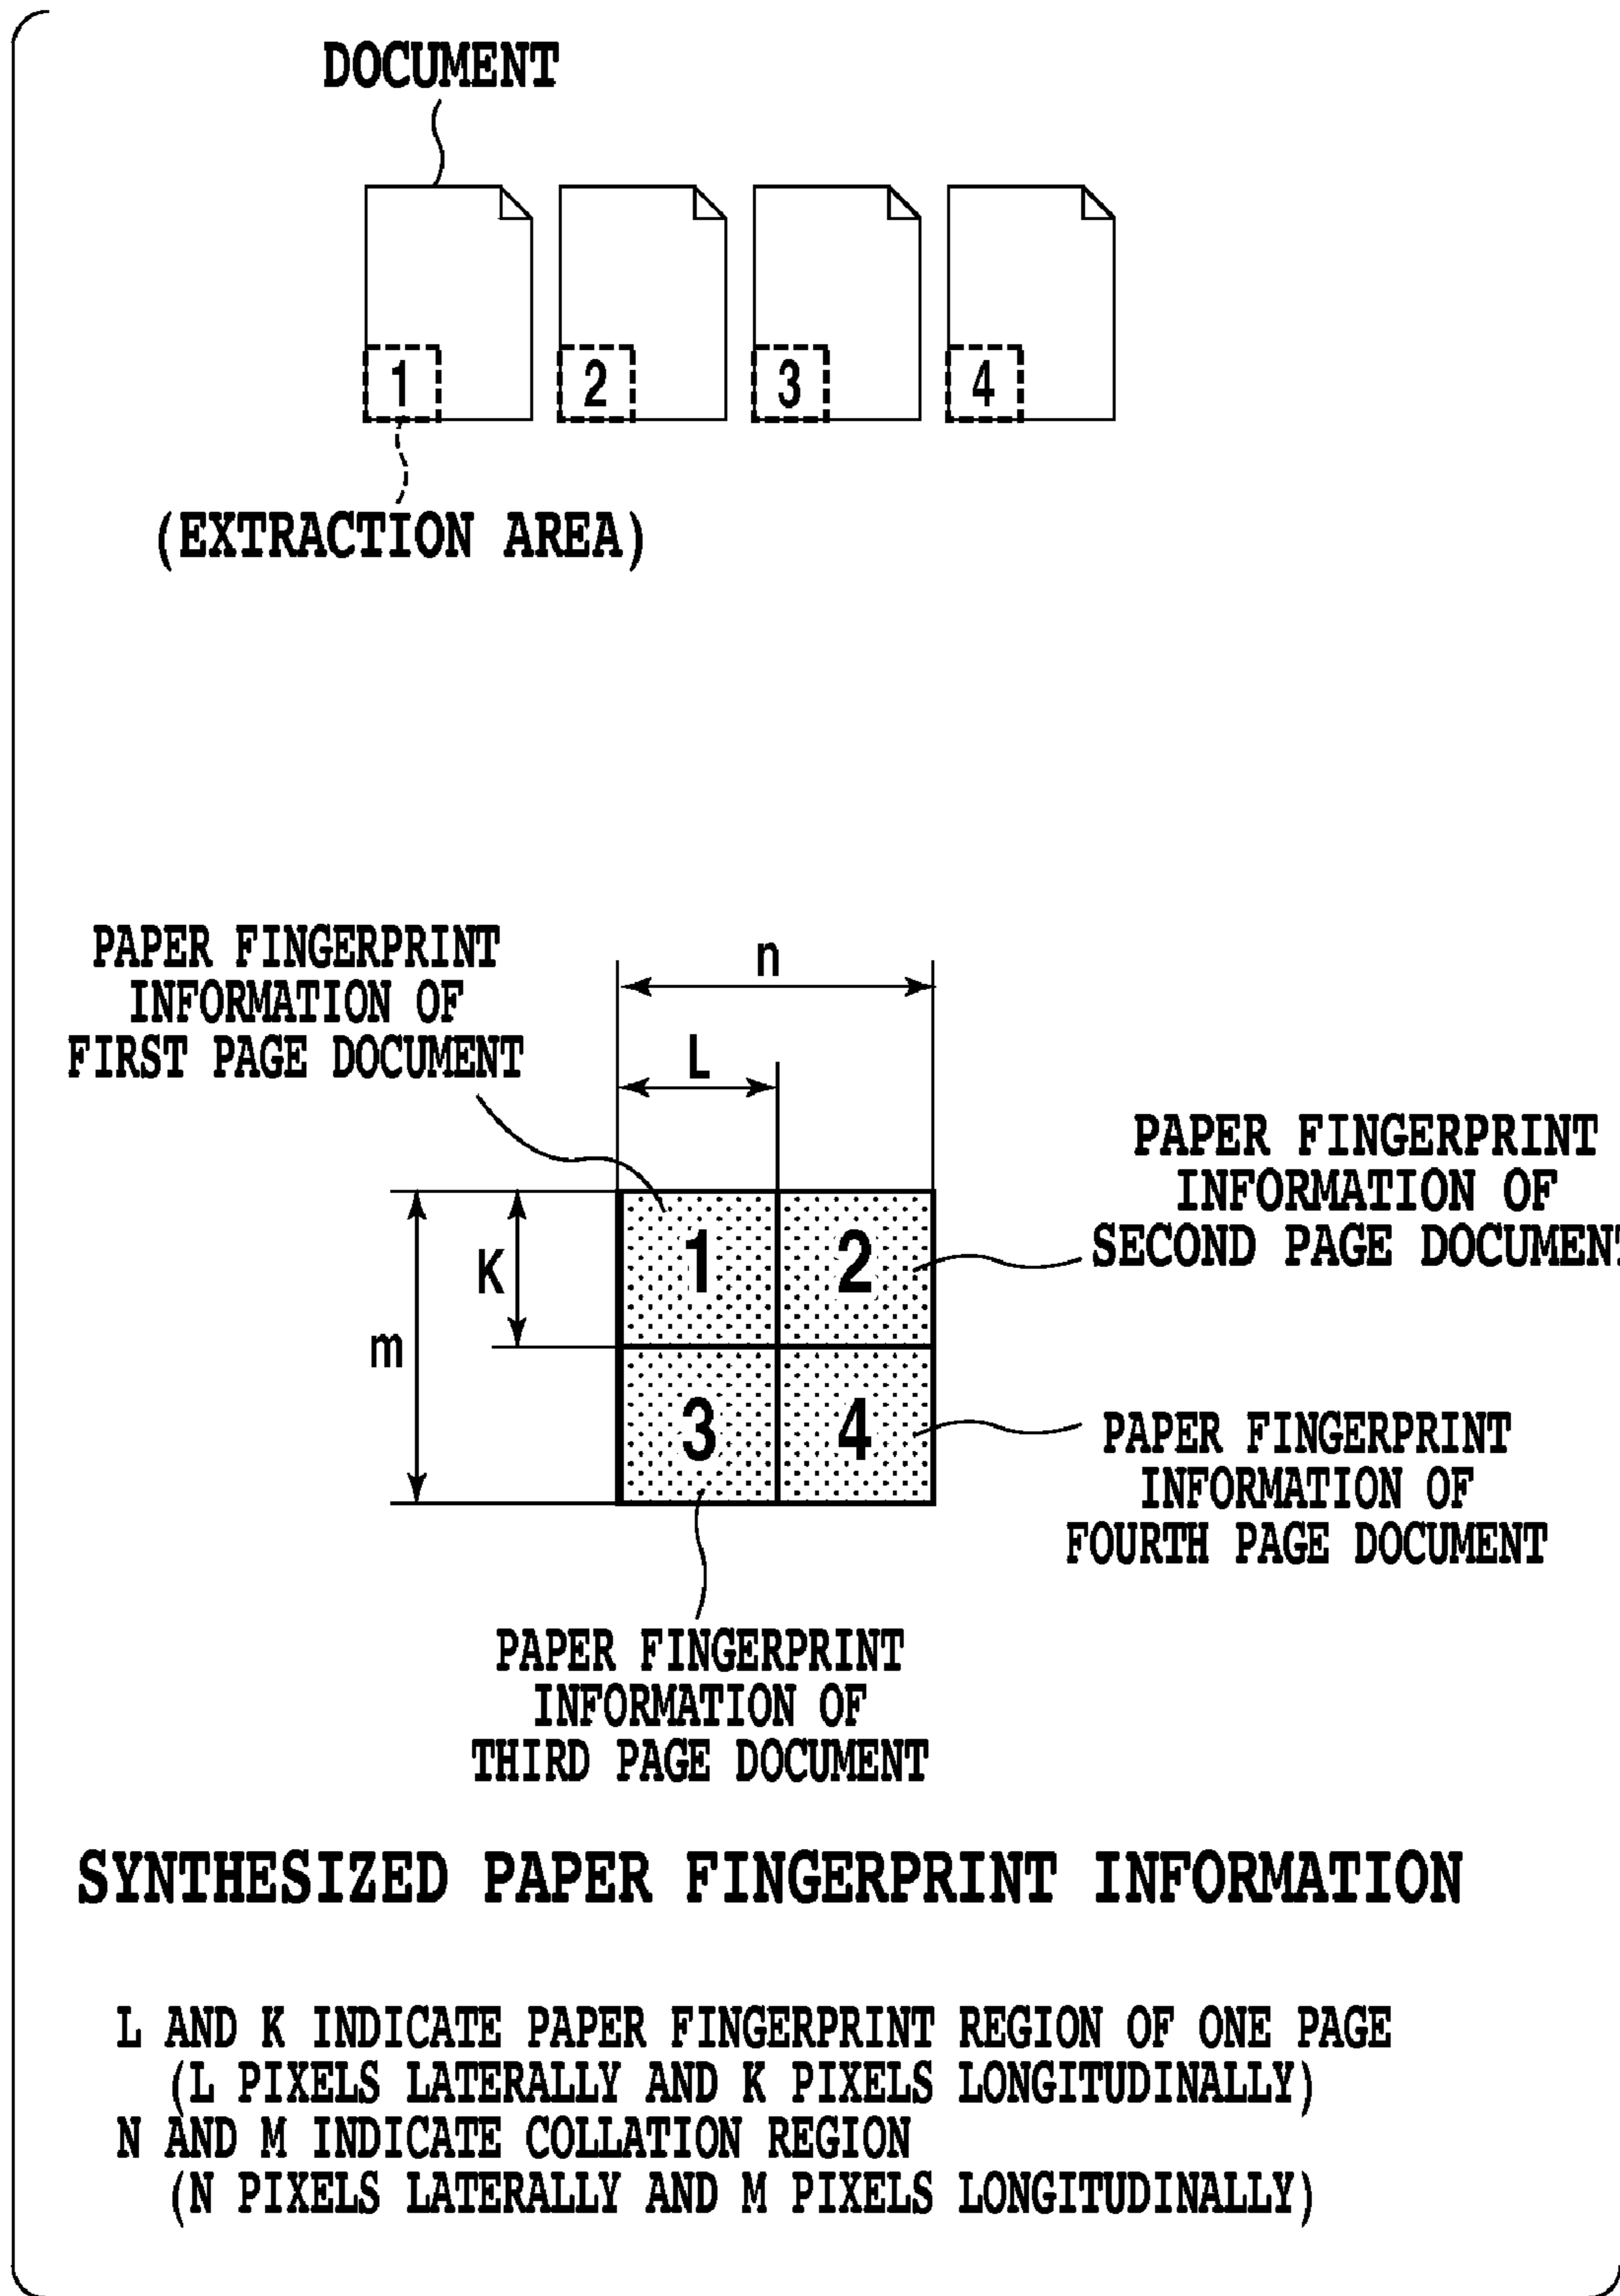 DOCUMENT
1 2 3 4
(EXTRACTION AREA)
PAPER FINGERPRINT
INFORMATION OF
FIRST PAGE DOCUMENT
n
L
PAPER FINGERPRINT
INFORMATION OF
SECOND PAGE DOCUMENT
K
m
1 2
3 4
PAPER FINGERPRINT
INFORMATION OF
FOURTH PAGE DOCUMENT
PAPER FINGERPRINT
INFORMATION OF
THIRD PAGE DOCUMENT
SYNTHESIZED PAPER FINGERPRINT INFORMATION
L AND K INDICATE PAPER FINGERPRINT REGION OF ONE PAGE
(L PIXELS LATERALLY AND K PIXELS LONGITUDINALLY)
N AND M INDICATE COLLATION REGION
(N PIXELS LATERALLY AND M PIXELS LONGITUDINALLY)